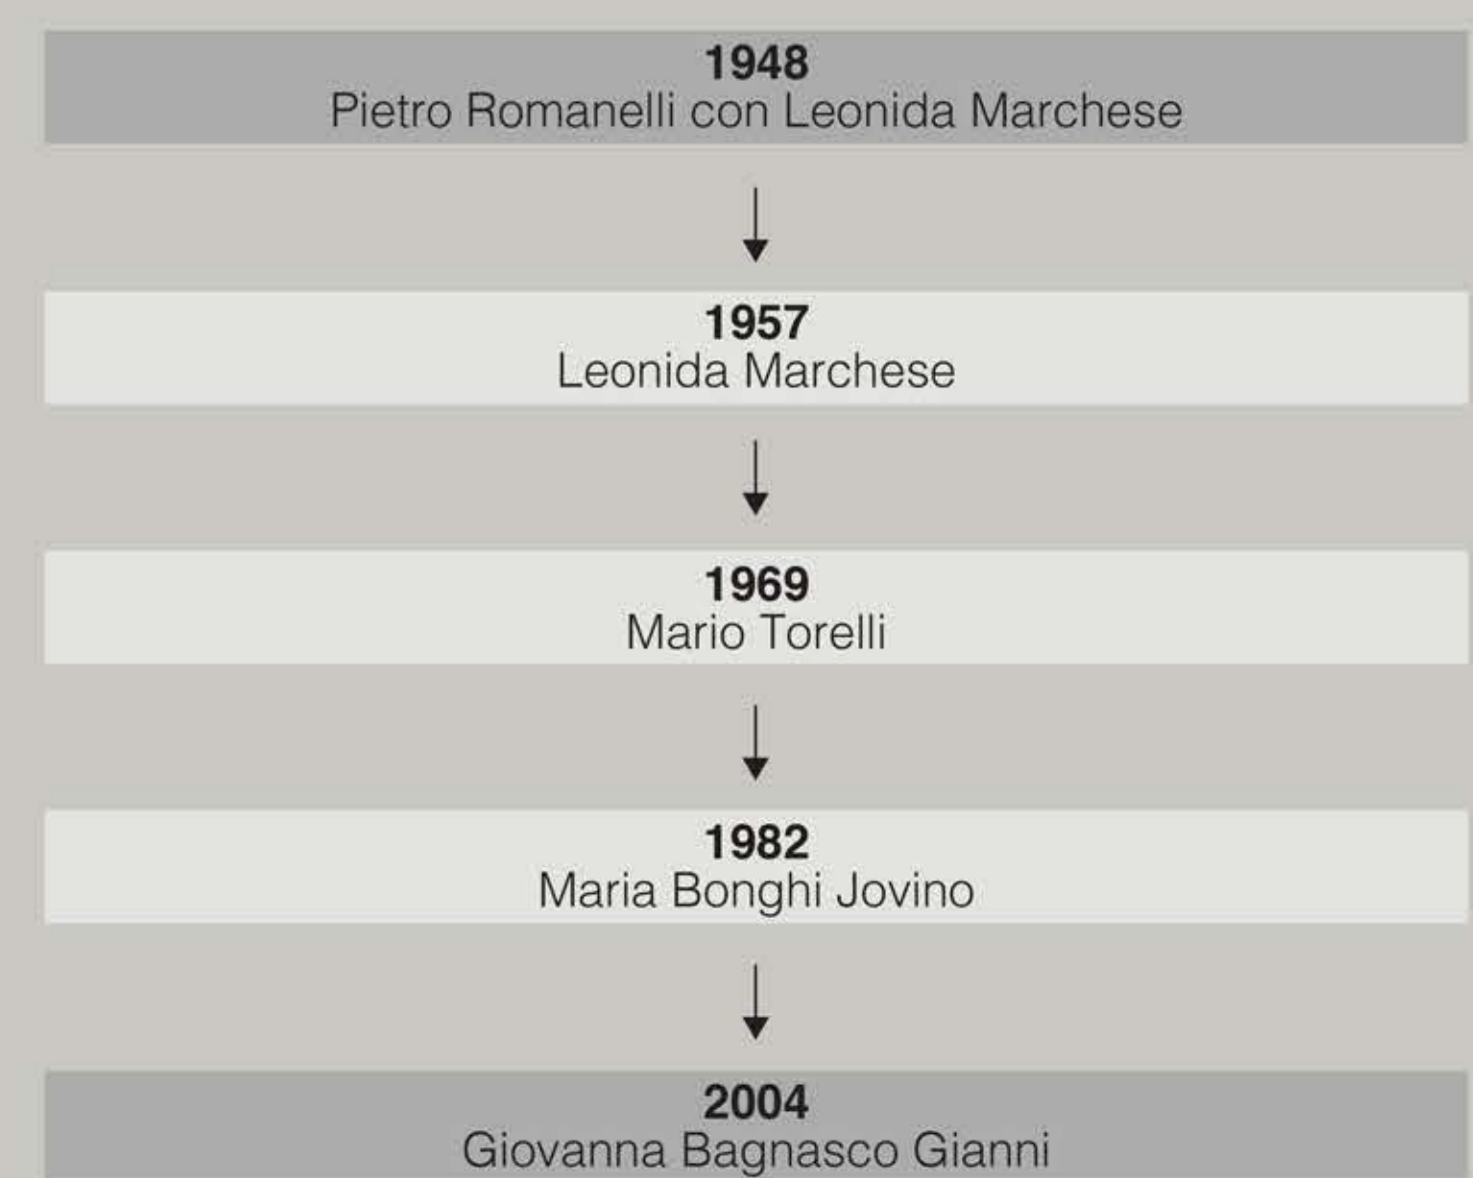 1948
Pietro Romanelli con Leonida Marchese
1957
Leonida Marchese
1969
Mario Torelli
1982
Maria Bonghi Jovino
2004
Giovanna Bagnasco Gianni